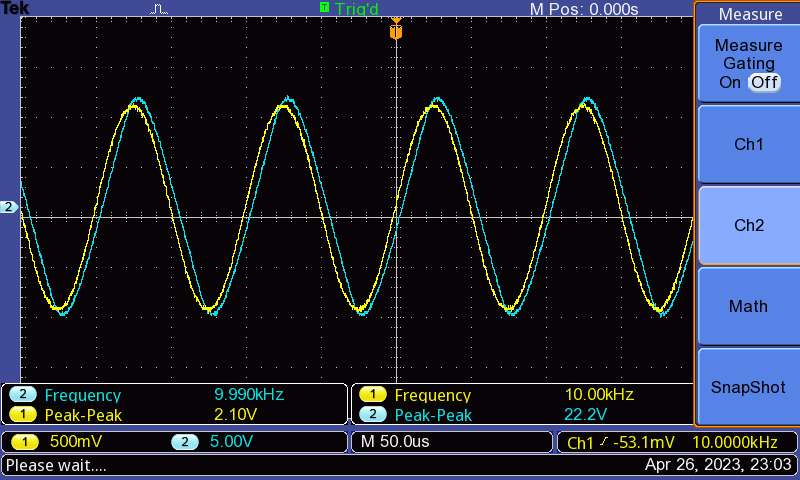 Tek
T Trig'd
M Pos: 0.000s
T
2
Measure
Measure
Gating
On Off
Ch1
Ch2
Math
SnapShot
2 Frequency 9.990kHz
1 Peak-Peak 2.10V
1 Frequency 10.00kHz
2 Peak-Peak 22.2V
1 500mV 2 5.00V
M 50.0us
Ch1 -53.1mV 10.0000kHz
Please wait....
Apr 26, 2023, 23:03